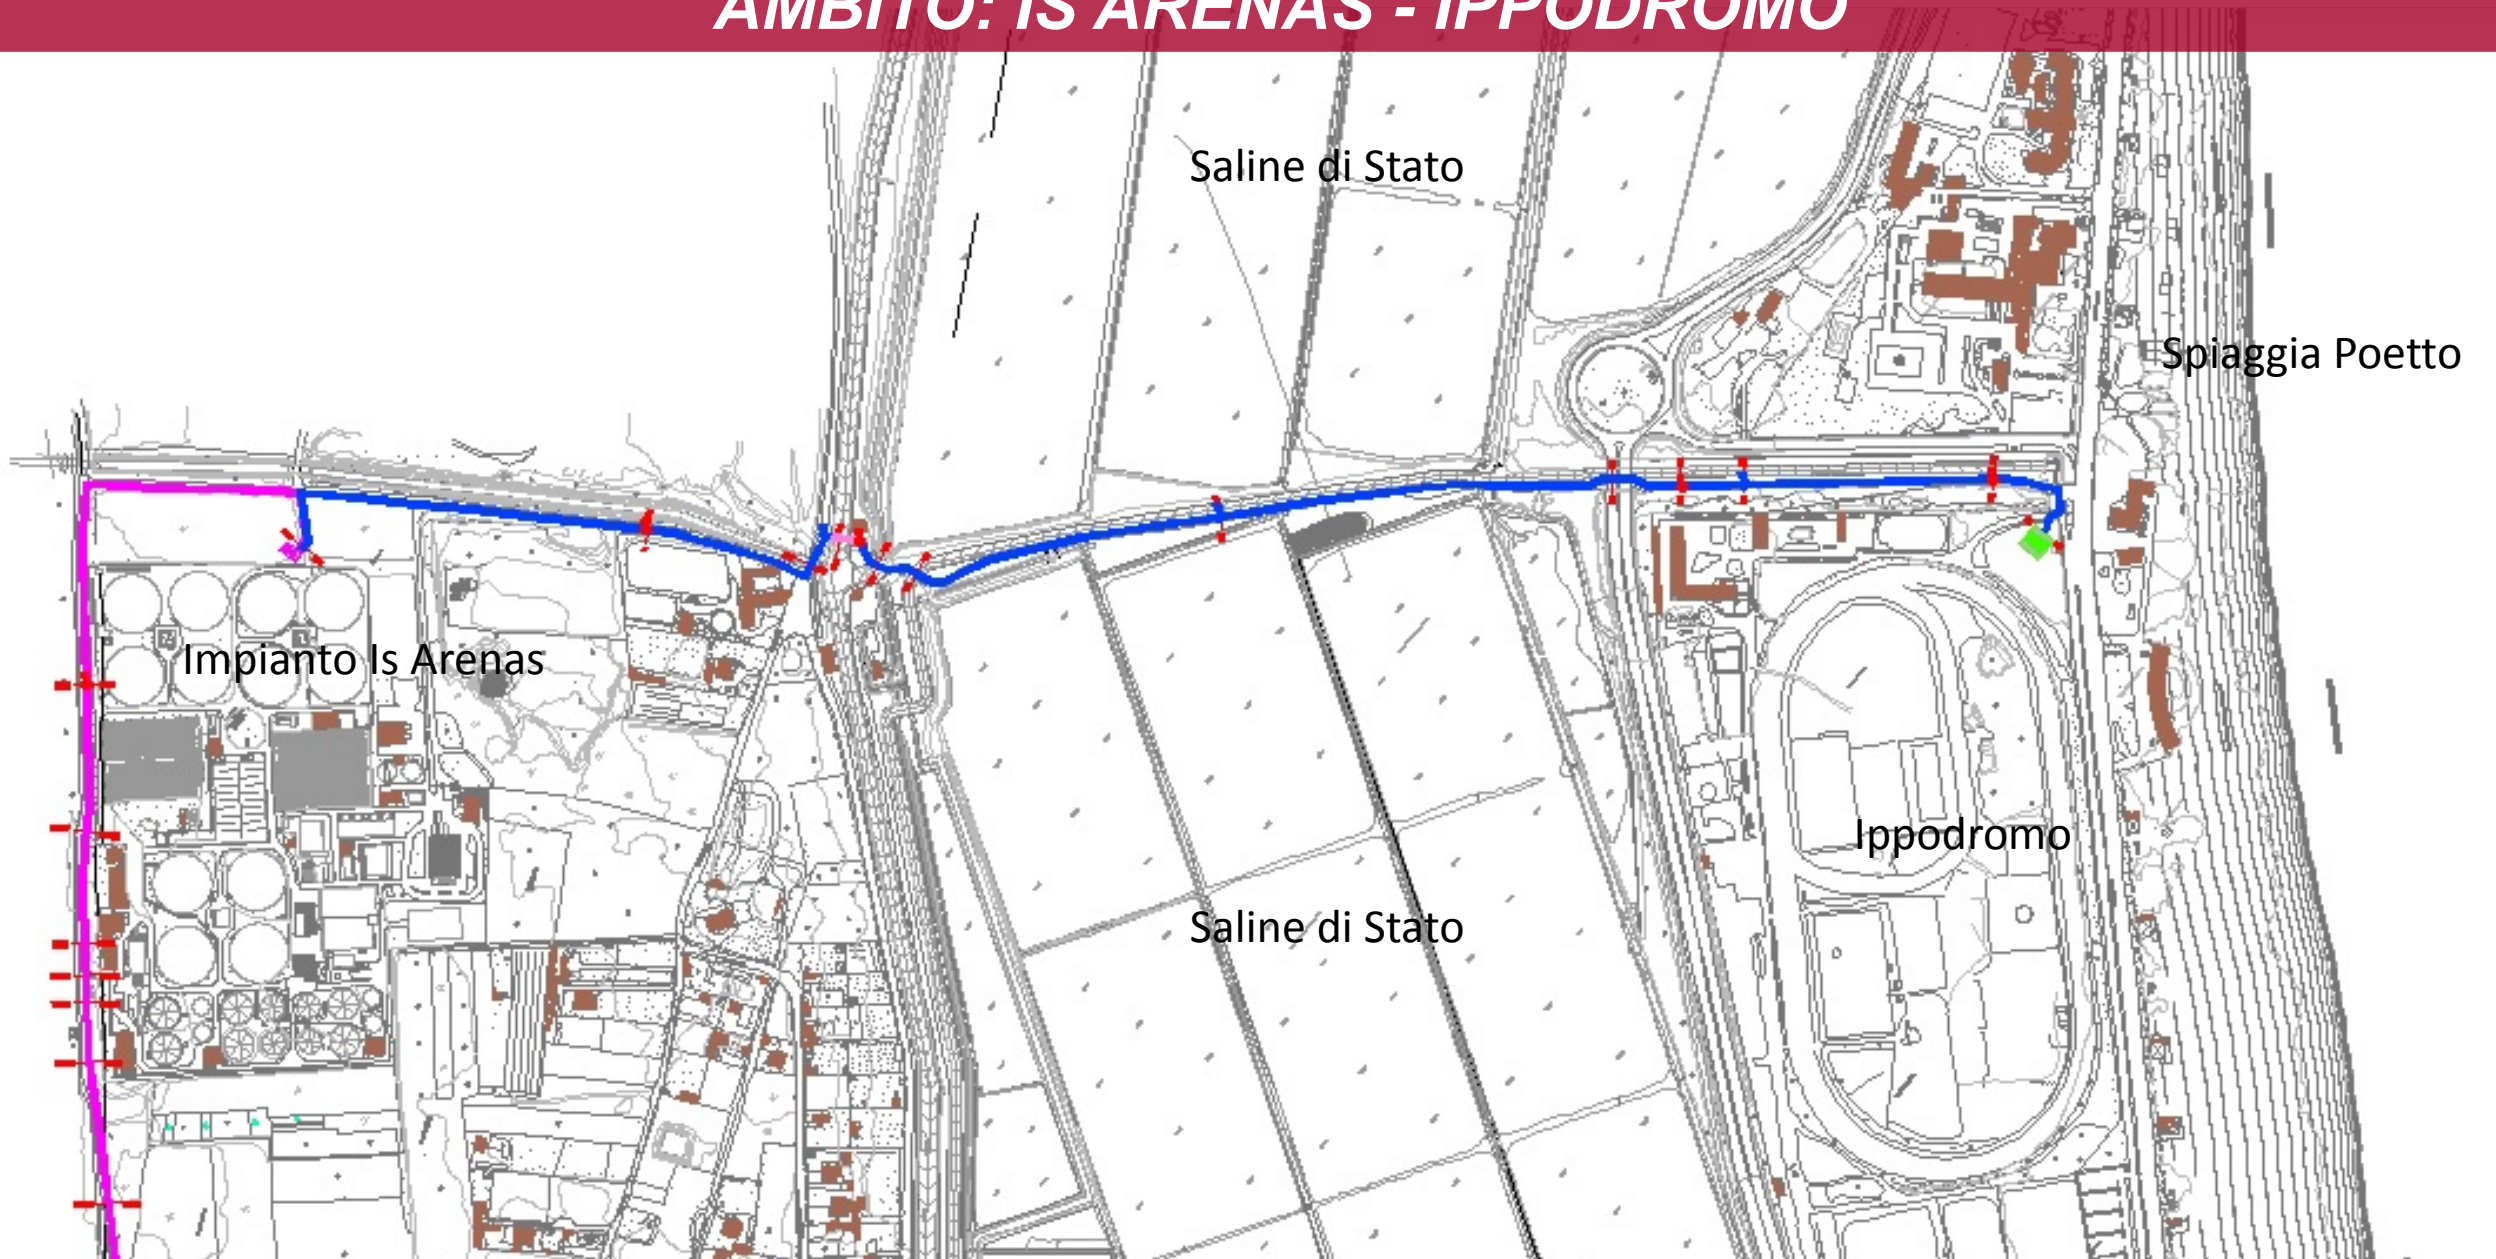 AMBITO: IS ARENAS - IPPODROMO
Saline di Stato
Spiaggia Poetto
Impianto Is Arenas
Ippodromo
Saline di Stato